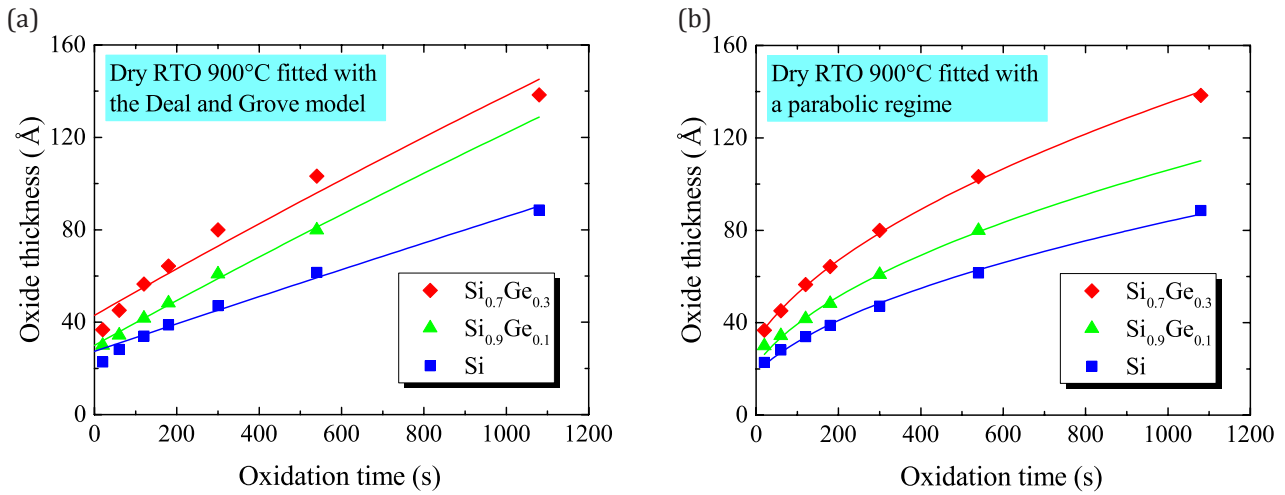 (a)
160
120
80
40
0
Oxide thickness (Å)
Dry RTO 900°C fitted with
the Deal and Grove model
Si₀.₇Ge₀.₃
Si₀.₉Ge₀.₁
Si
0 200 400 600 800 1000 1200
Oxidation time (s)
(b)
160
120
80
40
0
Oxide thickness (Å)
Dry RTO 900°C fitted with
a parabolic regime
Si₀.₇Ge₀.₃
Si₀.₉Ge₀.₁
Si
0 200 400 600 800 1000 1200
Oxidation time (s)